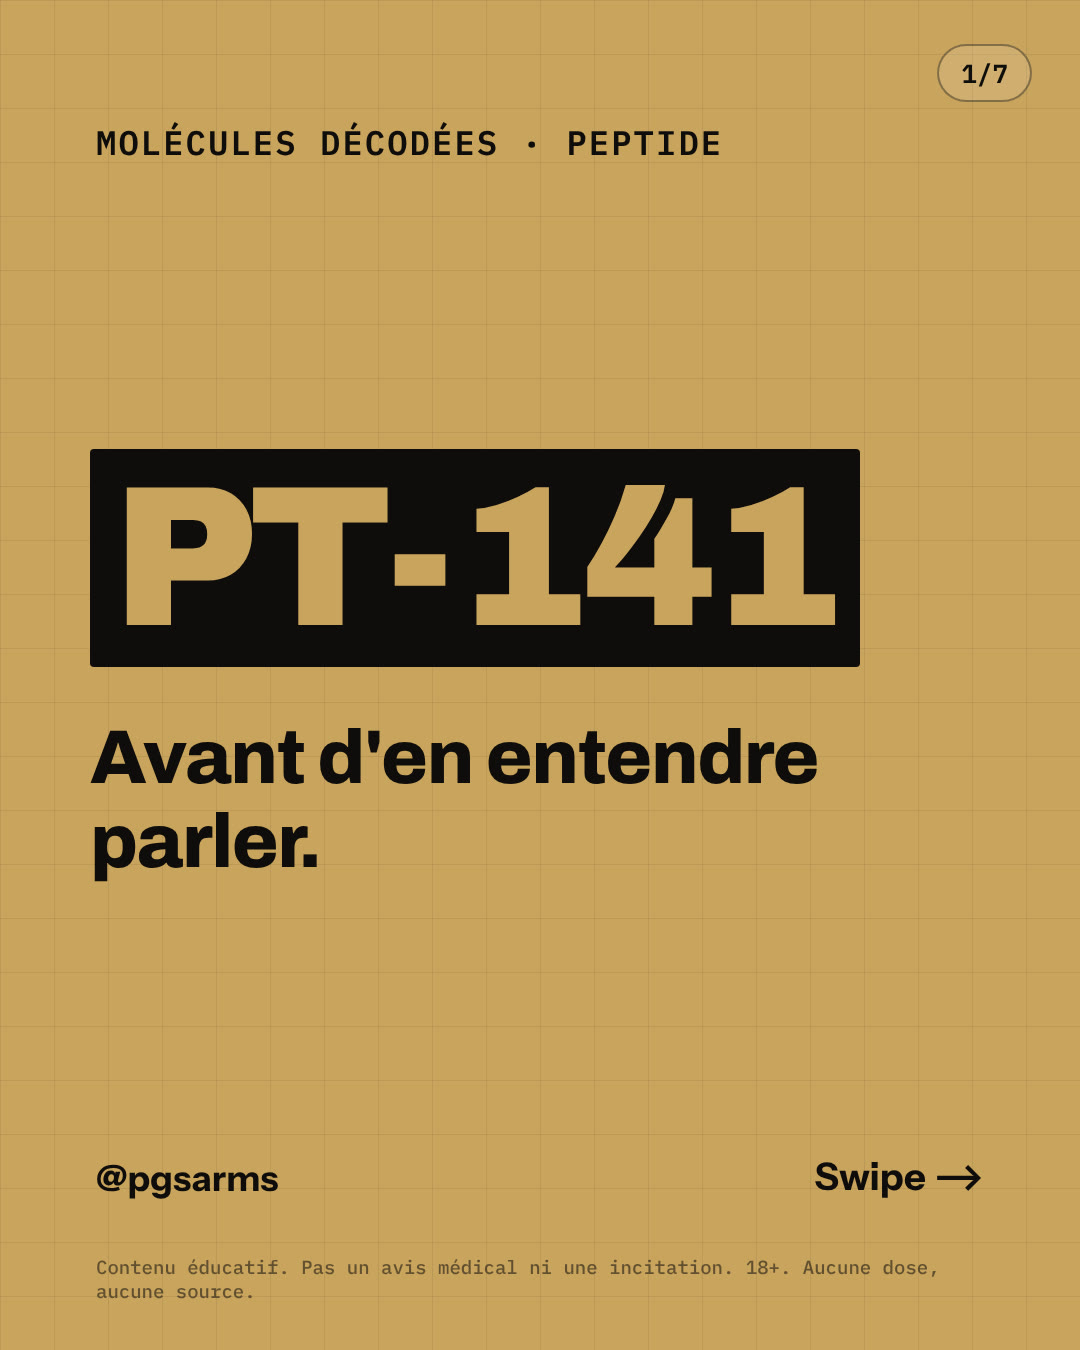 1/7
MOLÉCULES DÉCODÉES · PEPTIDE
PT-141
Avant d'en entendre
parler.
@pgsarms
Swipe →
Contenu éducatif. Pas un avis médical ni une incitation. 18+. Aucune dose,
aucune source.